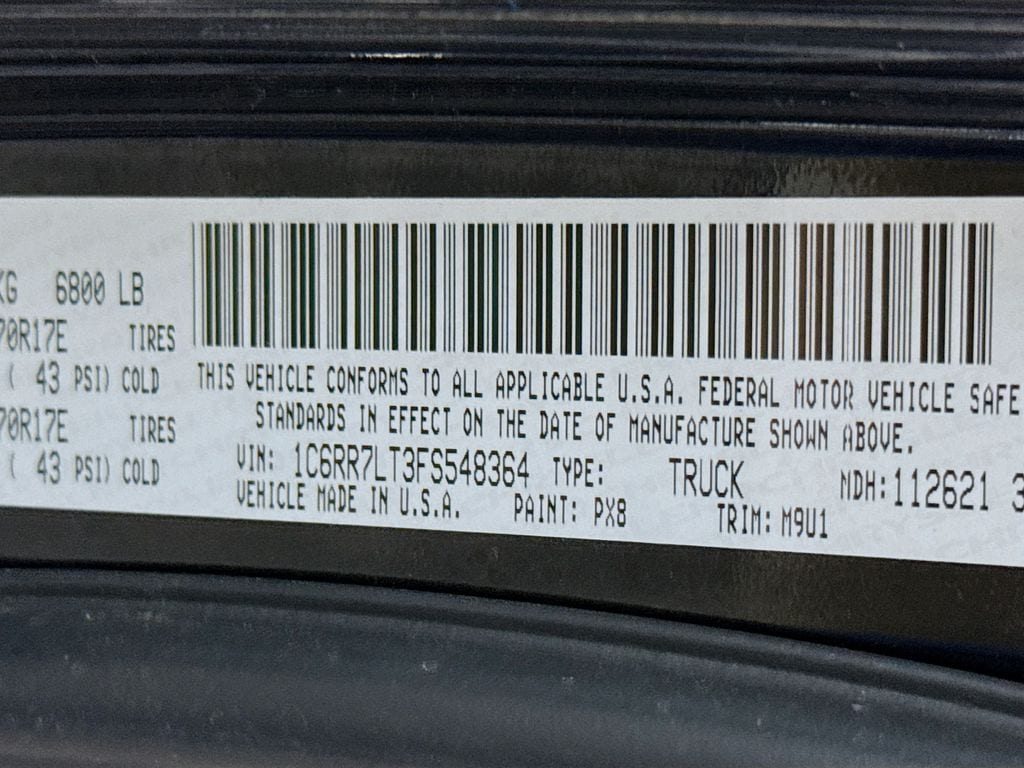 KG 6800 LB
70R17E TIRES
( 43 PSI) COLD
70R17E TIRES
( 43 PSI) COLD
THIS VEHICLE CONFORMS TO ALL APPLICABLE U.S.A. FEDERAL MOTOR VEHICLE SAFE
STANDARDS IN EFFECT ON THE DATE OF MANUFACTURE SHOWN ABOVE.
VIN: 1C6RR7LT3FS548364 TYPE: TRUCK MDH: 112621 3
VEHICLE MADE IN U.S.A. PAINT: PX8 TRIM: M9U1